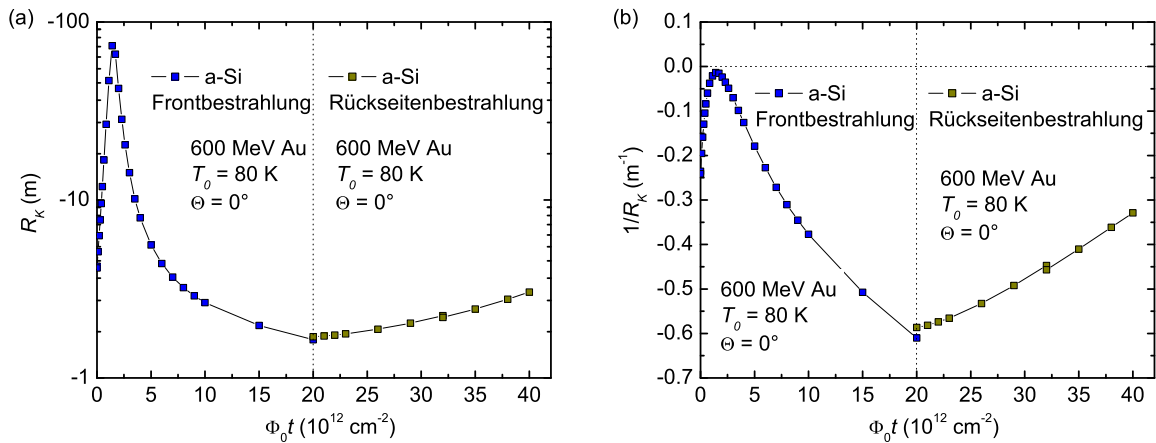 (a)
-100
-10
-1
R_K (m)
a-Si
Frontbestrahlung
a-Si
Rückseitenbestrahlung
600 MeV Au
T_0 = 80 K
Θ = 0°
600 MeV Au
T_0 = 80 K
Θ = 0°
0 5 10 15 20 25 30 35 40
Φ_0t (10^12 cm^-2)
(b)
0.1
0.0
-0.1
-0.2
-0.3
-0.4
-0.5
-0.6
-0.7
1/R_K (m^-1)
a-Si
Frontbestrahlung
a-Si
Rückseitenbestrahlung
600 MeV Au
T_0 = 80 K
Θ = 0°
600 MeV Au
T_0 = 80 K
Θ = 0°
0 5 10 15 20 25 30 35 40
Φ_0t (10^12 cm^-2)